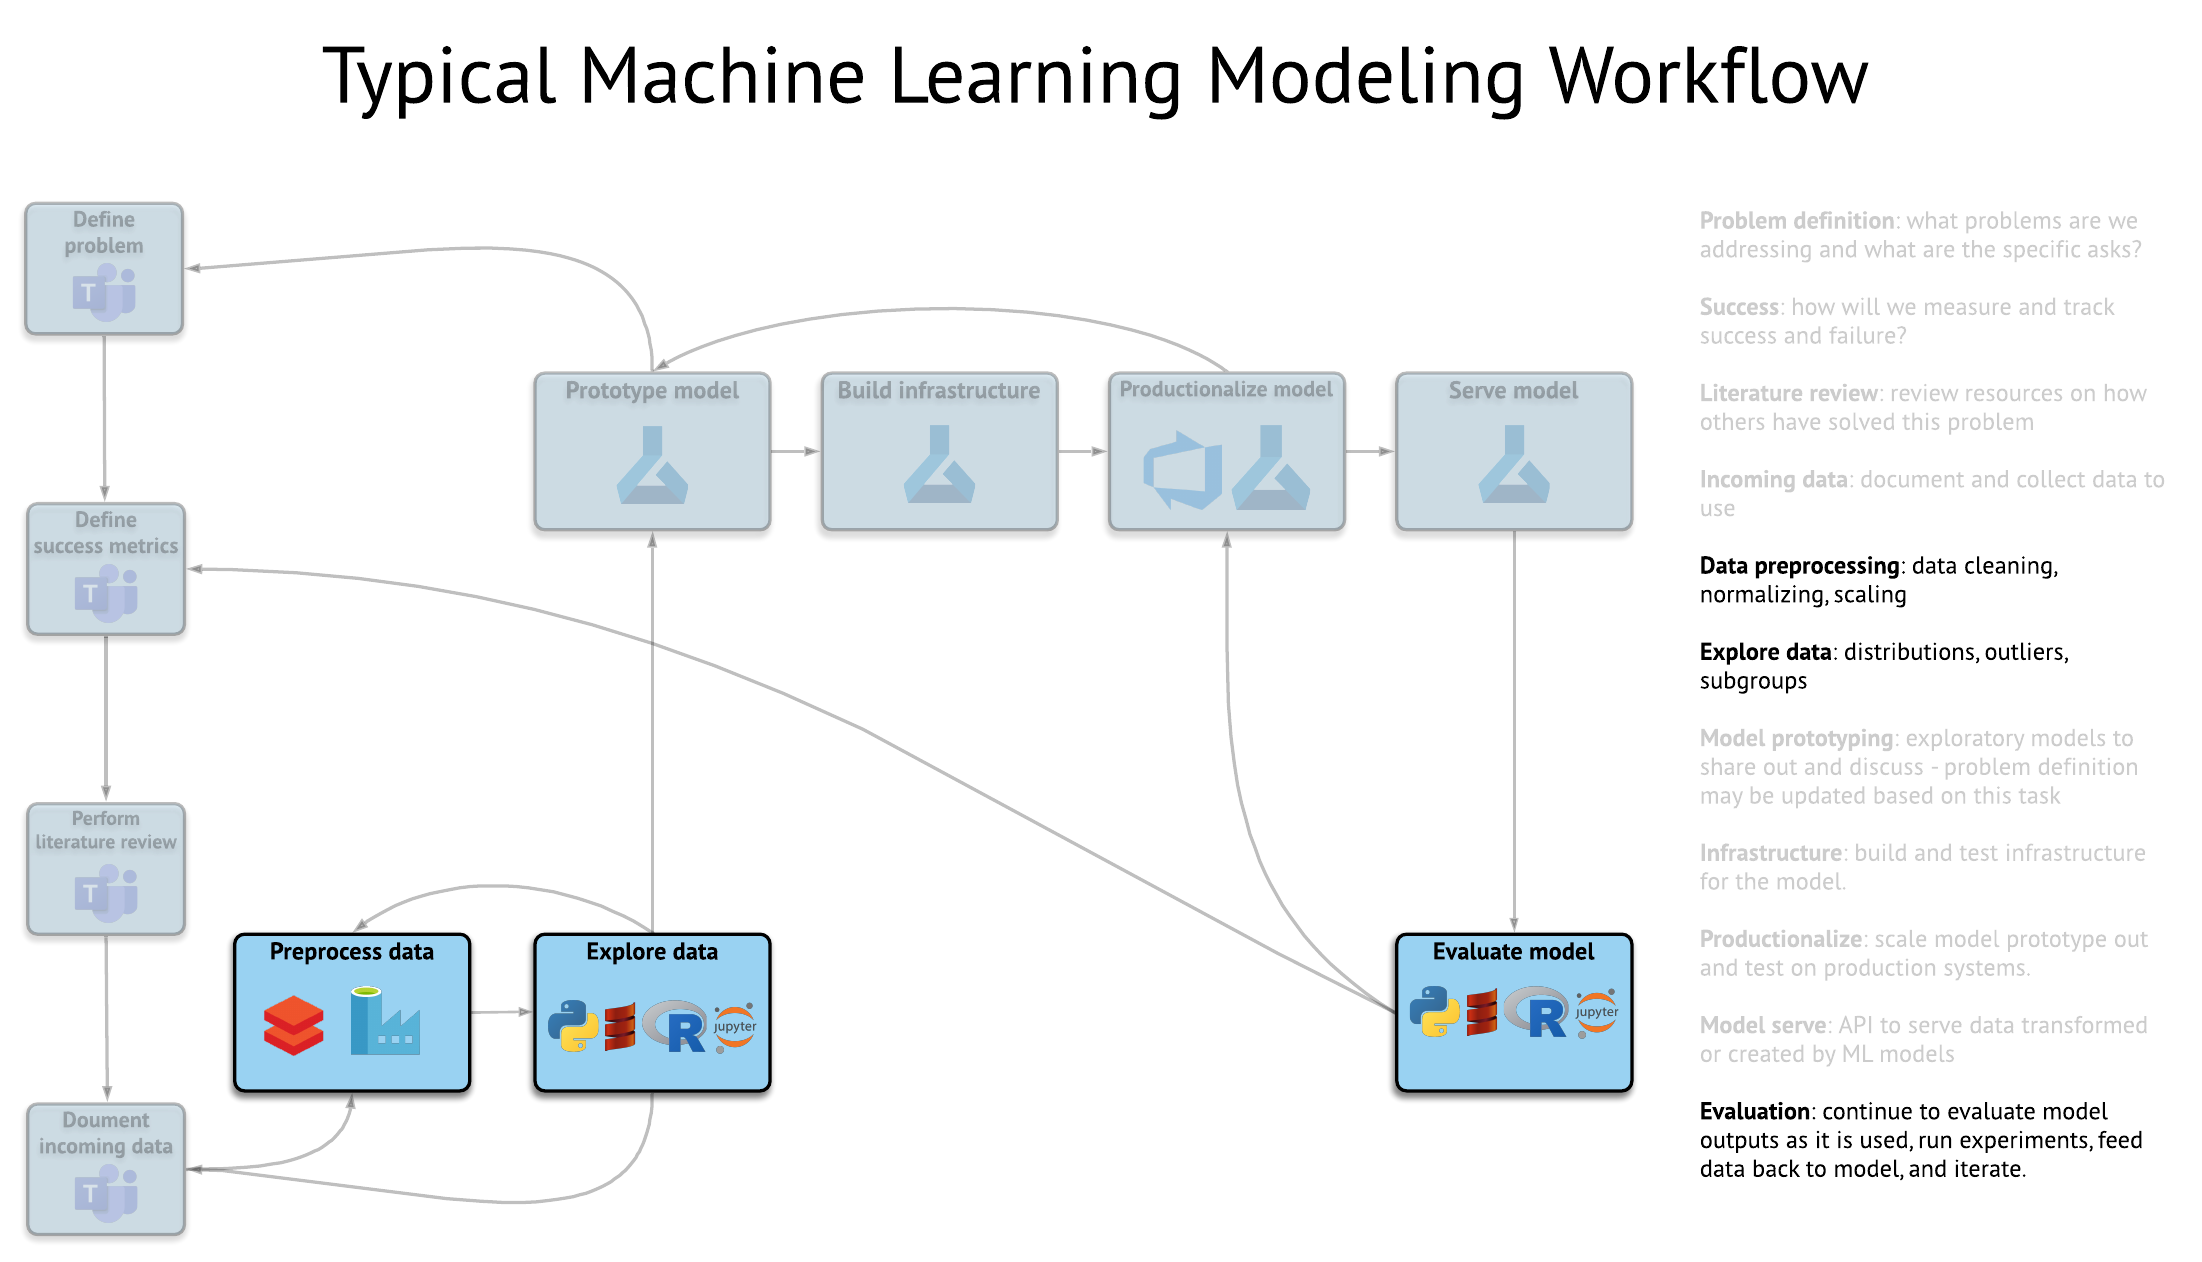 Typical Machine Learning Modeling Workflow
Define
problem
T
Define
success metrics
T
Perform
literature review
T
Doument
incoming data
T
Preprocess data
Explore data
R
jupyter
Prototype model
Build infrastructure
Productionalize model
Serve model
Evaluate model
R
jupyter
Problem definition: what problems are we
addressing and what are the specific asks?
Success: how will we measure and track
success and failure?
Literature review: review resources on how
others have solved this problem
Incoming data: document and collect data to
use
Data preprocessing: data cleaning,
normalizing, scaling
Explore data: distributions, outliers,
subgroups
Model prototyping: exploratory models to
share out and discuss - problem definition
may be updated based on this task
Infrastructure: build and test infrastructure
for the model.
Productionalize: scale model prototype out
and test on production systems.
Model serve: API to serve data transformed
or created by ML models
Evaluation: continue to evaluate model
outputs as it is used, run experiments, feed
data back to model, and iterate.